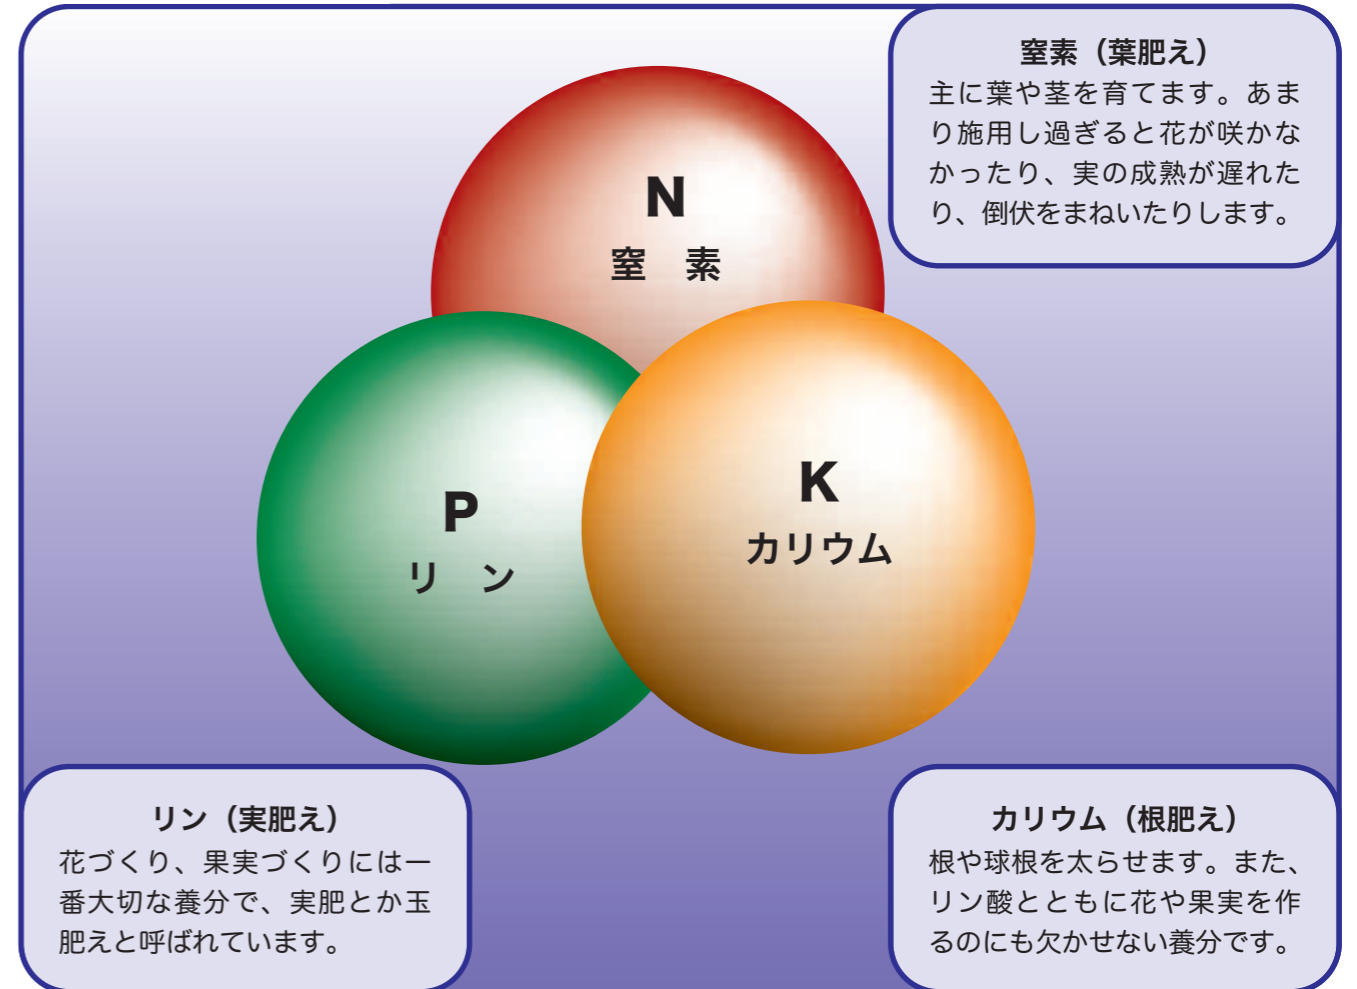 窒素（葉肥え）
主に葉や茎を育てます。あま
り施用し過ぎると花が咲かな
かったり、実の成熟が遅れた
り、倒伏をまねいたりします。
N
窒　素
P
リ　ン
K
カリウム
リン（実肥え）
花づくり、果実づくりには一
番大切な養分で、実肥とか玉
肥えと呼ばれています。
カリウム（根肥え）
根や球根を太らせます。また、
リン酸とともに花や果実を作
るのにも欠かせない養分です。